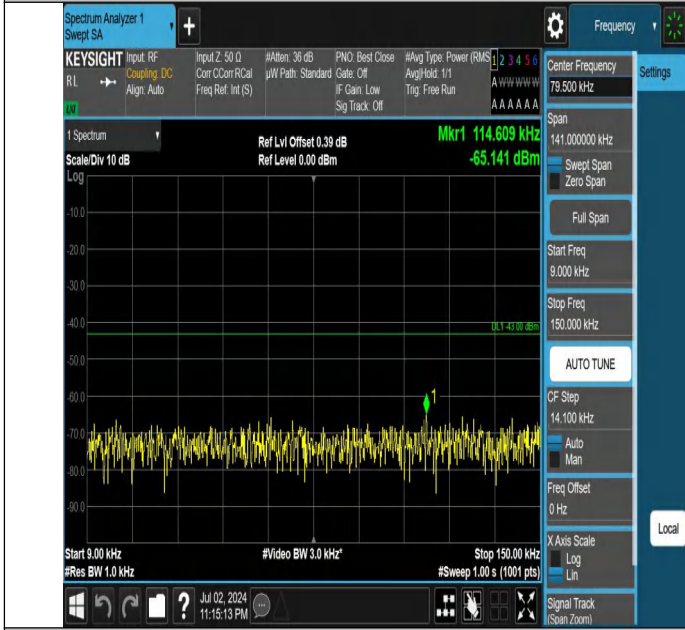 Spectrum Analyzer 1
Swept SA
+
Frequency
KEYSIGHT
RL
Input: RF
Coupling: DC
Align: Auto
Input Z: 50 Ω
Corr CCorr RCal
Freq Ref: Int (S)
#Atten: 36 dB
µW Path: Standard
PNO: Best Close
Gate: Off
IF Gain: Low
Sig Track: Off
#Avg Type: Power (RMS
Avg|Hold: 1/1
Trig: Free Run
1 2 3 4 5 6
A W W W W W
A A A A A A
1 Spectrum
Scale/Div 10 dB
Ref Lvl Offset 0.39 dB
Ref Level 0.00 dBm
Mkr1 114.609 kHz
-65.141 dBm
Log
-10.0
-20.0
-30.0
-40.0
-50.0
-60.0
-70.0
-80.0
-90.0
DL1 -43.00 dBm
1
Start 9.00 kHz
#Res BW 1.0 kHz
#Video BW 3.0 kHz*
Stop 150.00 kHz
#Sweep 1.00 s (1001 pts)
Jul 02, 2024
11:15:13 PM
?
Center Frequency
79.500 kHz
Settings
Span
141.000000 kHz
Swept Span
Zero Span
Full Span
Start Freq
9.000 kHz
Stop Freq
150.000 kHz
AUTO TUNE
CF Step
14.100 kHz
Auto
Man
Freq Offset
0 Hz
X Axis Scale
Log
Lin
Local
Signal Track
(Span Zoom)